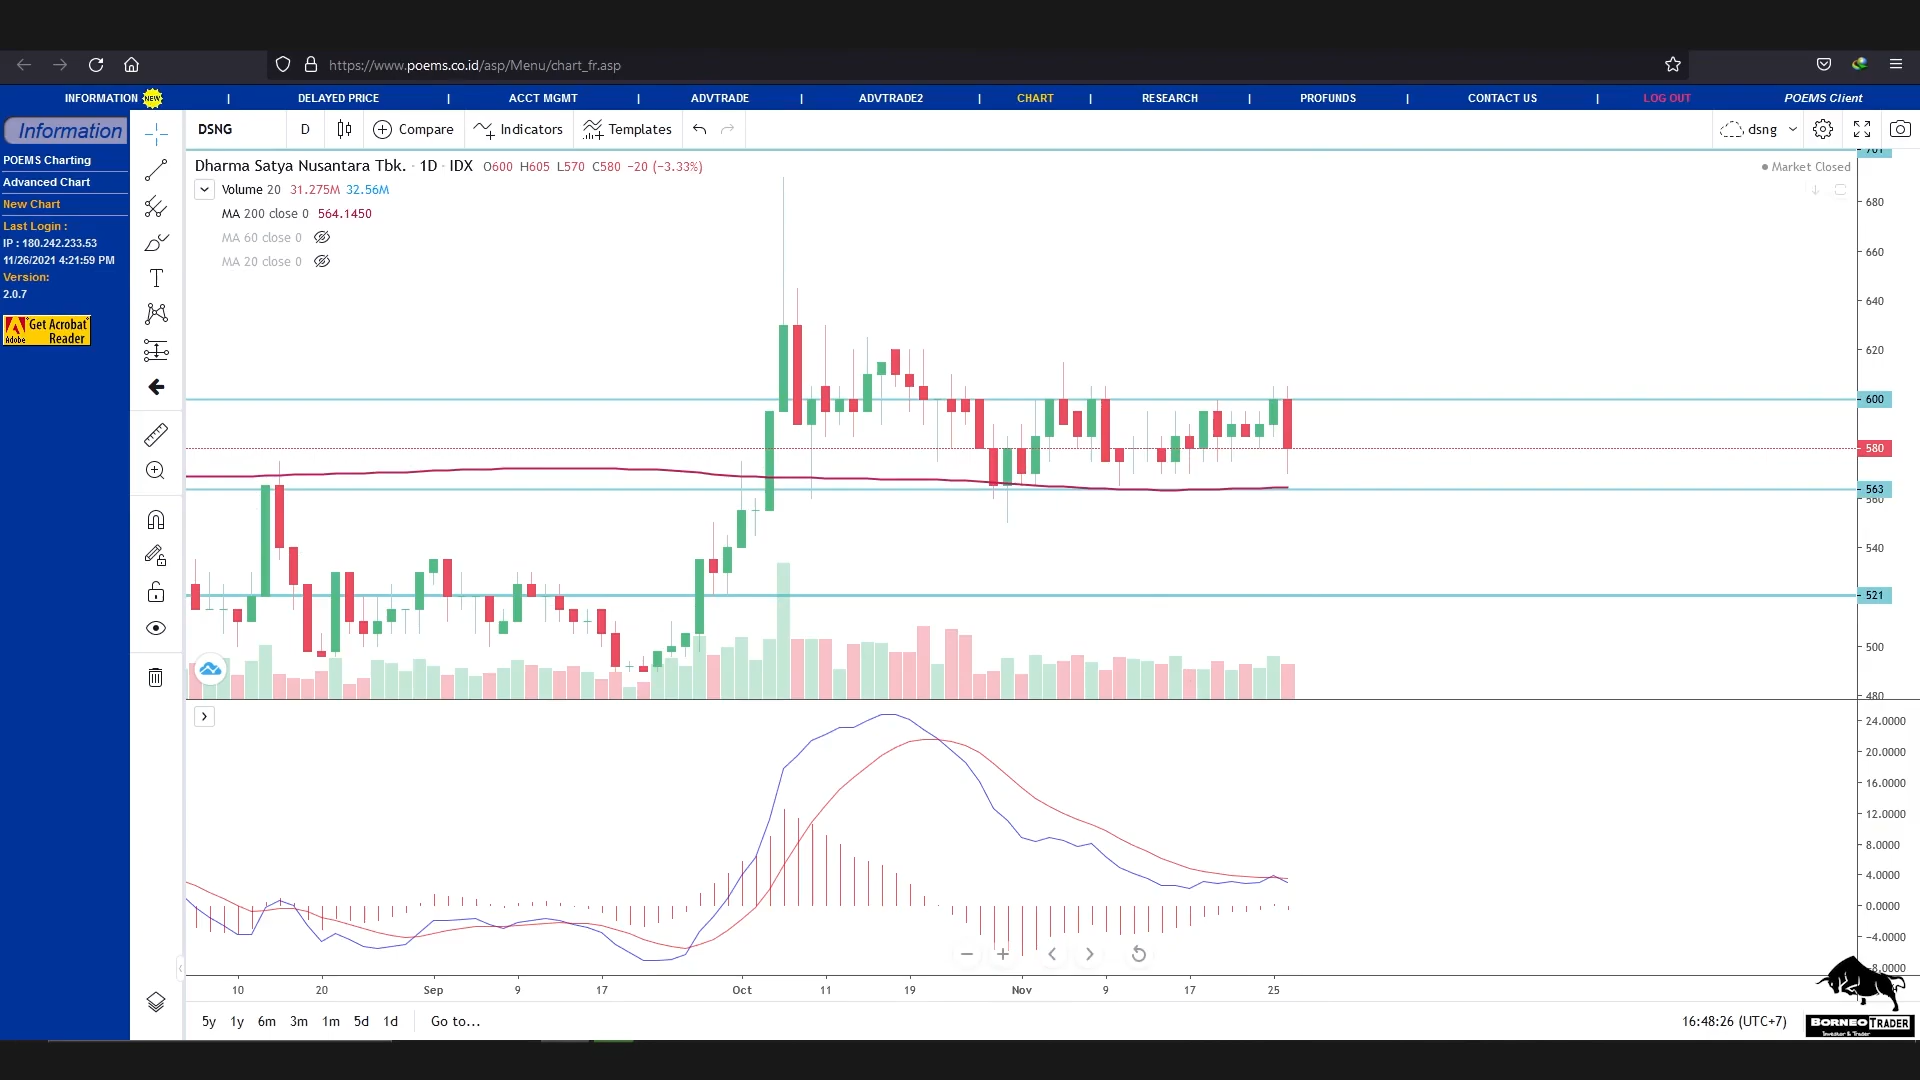 https://www.poems.co.id/asp/Menu/chart_fr.asp
INFORMATION NEW | DELAYED PRICE | ACCT MGMT | ADVTRADE | ADVTRADE2 | CHART | RESEARCH | PROFUNDS | CONTACT US | LOG OUT POEMS Client
Information
POEMS Charting
Advanced Chart
New Chart
Last Login :
IP : 180.242.233.53
11/26/2021 4:21:59 PM
Version:
2.0.7
Get Acrobat
Adobe Reader
DSNG D Compare Indicators Templates dsng
Dharma Satya Nusantara Tbk. · 1D · IDX O600 H605 L570 C580 −20 (−3.33%)
Market Closed
Volume 20 31.275M 32.56M
MA 200 close 0 564.1450
MA 60 close 0
MA 20 close 0
701
680
660
640
620
600
580
563
560
540
521
500
480
24.0000
20.0000
16.0000
12.0000
8.0000
4.0000
0.0000
−4.0000
−8.0000
10 20 Sep 9 17 Oct 11 19 Nov 9 17 25
5y 1y 6m 3m 1m 5d 1d Go to...
16:48:26 (UTC+7)
BORNEO TRADER
Investor & Trader